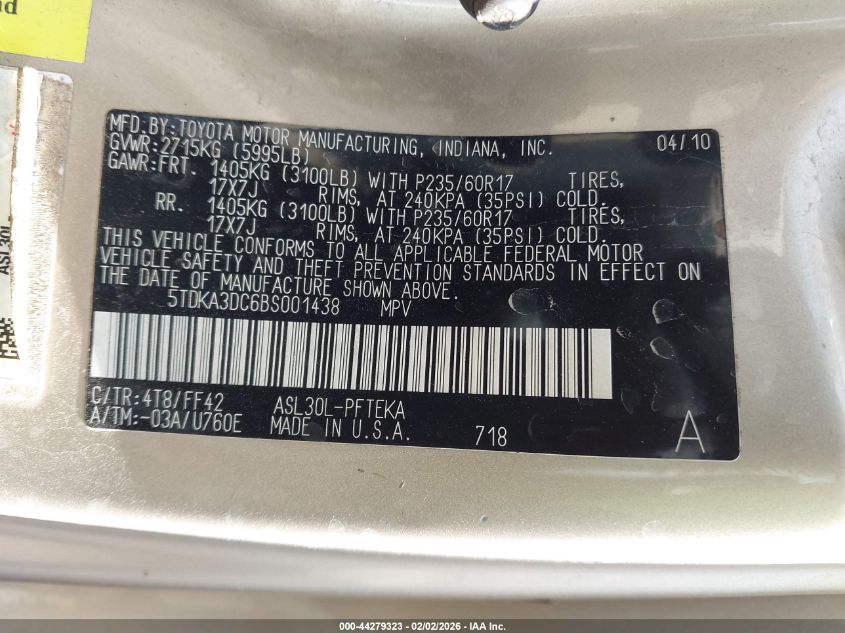 nd
ASL30L-
MFD.BY:TOYOTA MOTOR MANUFACTURING, INDIANA, INC. 04/10
GVWR:2715KG (5995LB)
GAWR:FRT. 1405KG (3100LB) WITH P235/60R17 TIRES,
17X7J RIMS, AT 240KPA (35PSI) COLD.
RR. 1405KG (3100LB) WITH P235/60R17 TIRES,
17X7J RIMS, AT 240KPA (35PSI) COLD.
THIS VEHICLE CONFORMS TO ALL APPLICABLE FEDERAL MOTOR
VEHICLE SAFETY AND THEFT PREVENTION STANDARDS IN EFFECT ON
THE DATE OF MANUFACTURE SHOWN ABOVE.
5TDKA3DC6BS001438 MPV
C/TR:4T8/FF42 ASL30L-PFTEKA
A/TM:-03A/U760E MADE IN U.S.A. 718 A
000-44279323 | 02/02/2026 - IAA Inc.